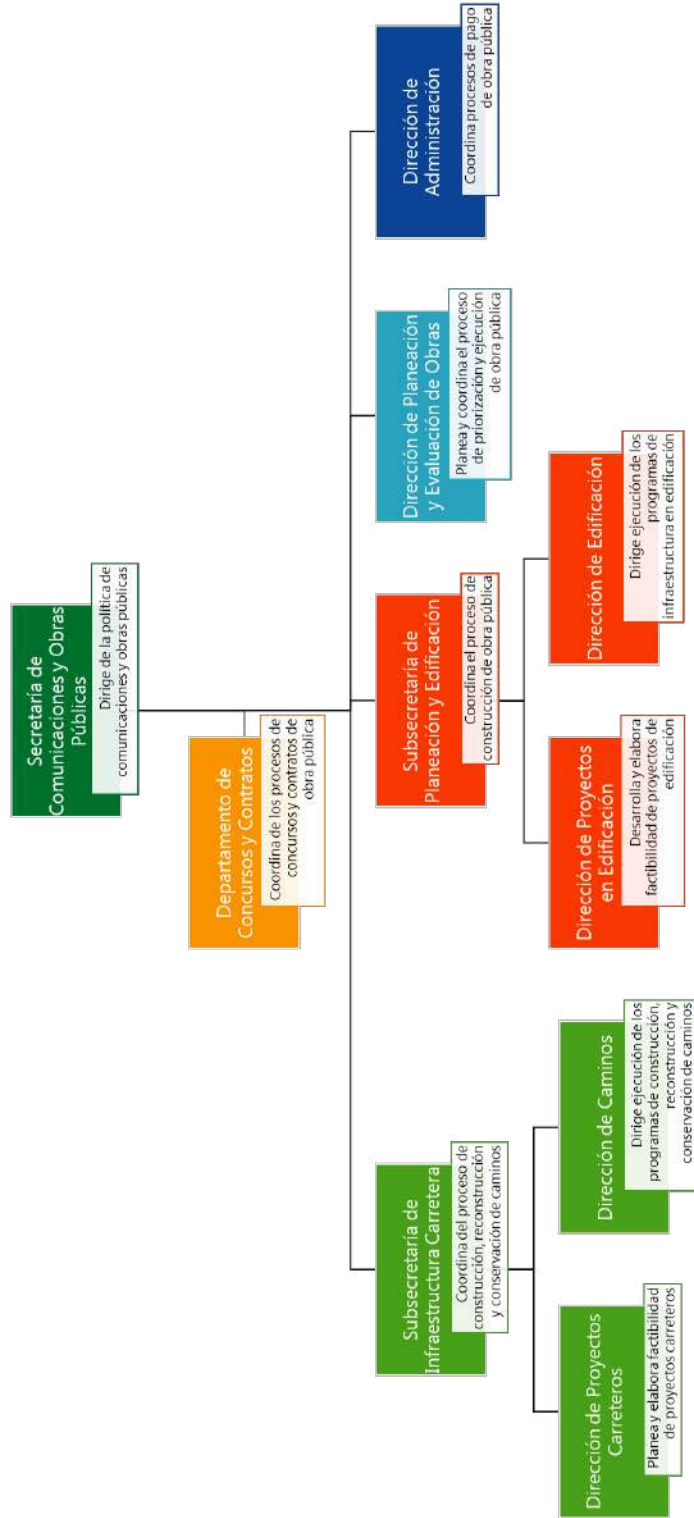 Secretaría de
Comunicaciones y Obras
Públicas
Dirige de la política de
comunicaciones y obras públicas
Departamento de
Concursos y Contratos
Coordina de los procesos de
concursos y contratos de
obra pública
Subsecretaría de
Infraestructura Carretera
Coordina del proceso de
construcción, reconstrucción
y conservación de caminos
Subsecretaría de
Planeación y Edificación
Coordina el proceso de
construcción de obra pública
Dirección de Planeación
y Evaluación de Obras
Planea y coordina el proceso
de priorización y ejecución
de obra pública
Dirección de
Administración
Coordina procesos de pago
de obra pública
Dirección de Proyectos
Carreteros
Planea y elabora factibilidad
de proyectos carreteros
Dirección de Caminos
Dirige ejecución de los
programas de construcción,
reconstrucción y
conservación de caminos
Dirección de Proyectos
en Edificación
Desarrolla y elabora
factibilidad de proyectos de
edificación
Dirección de Edificación
Dirige ejecución de los
programas de
infraestructura en edificación